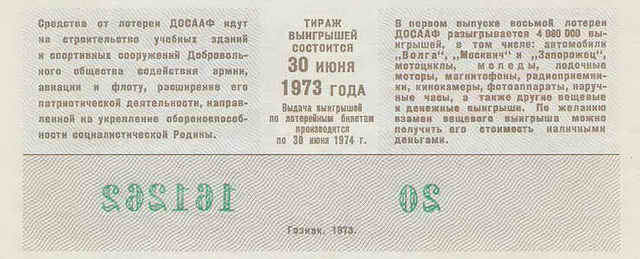 Средства от лотереи ДОСААФ идут
на строительство учебных зданий
и спортивных сооружений Доброволь-
ного общества содействия армии,
авиации и флоту, расширение его
патриотической деятельности, направ-
ленной на укрепление обороноспособ-
ности социалистической Родины.
ТИРАЖ
ВЫИГРЫШЕЙ
СОСТОИТСЯ
30 ИЮНЯ
1973 ГОДА
Выдача выигрышей
по лотерейным билетам
производится
по 30 июня 1974 г.
В первом выпуске восьмой лотереи
ДОСААФ разыгрывается 4 080 000 вы-
игрышей, в том числе: автомобили
„Волга", „Москвич" и „Запорожец",
мотоциклы, мопеды, лодочные
моторы, магнитофоны, радиоприемни-
ки, кинокамеры, фотоаппараты, наруч-
ные часы, а также другие вещевые
и денежные выигрыши. По желанию
взамен вещевого выигрыша можно
получить его стоимость наличными
деньгами.
161262 20
Гознак. 1973.